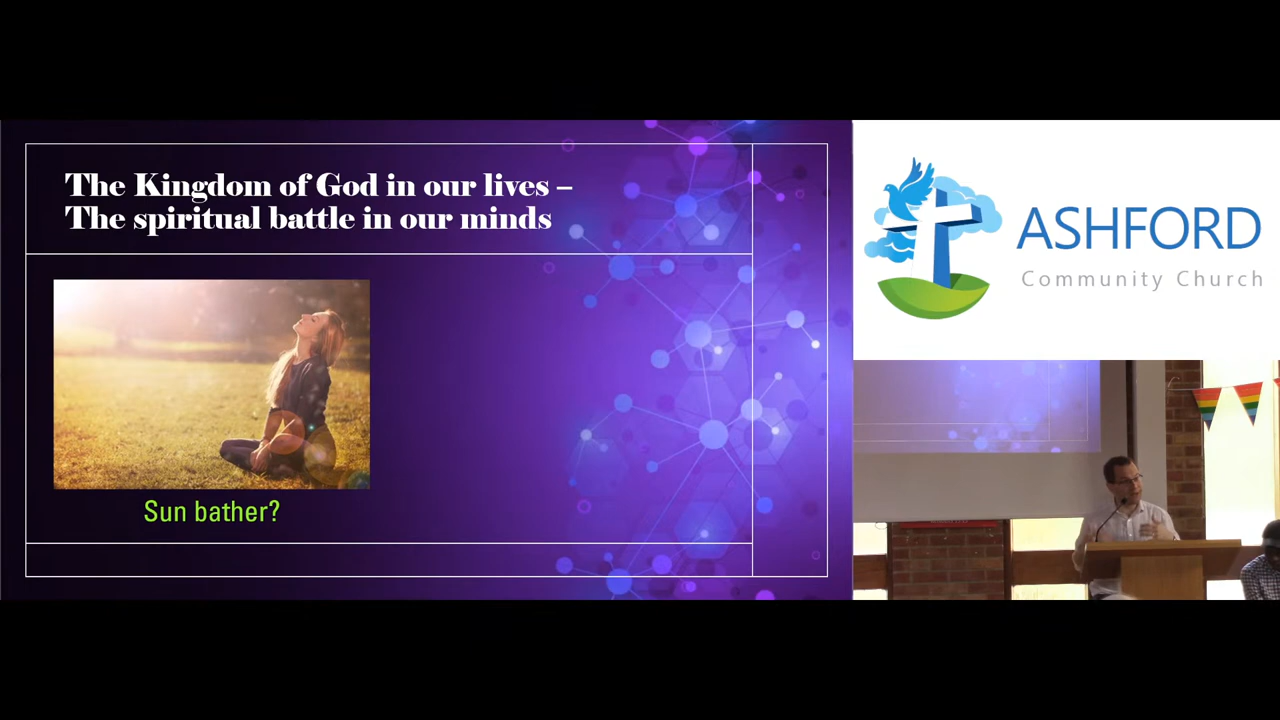 The Kingdom of God in our lives –
The spiritual battle in our minds
Sun bather?
ASHFORD
Community Church